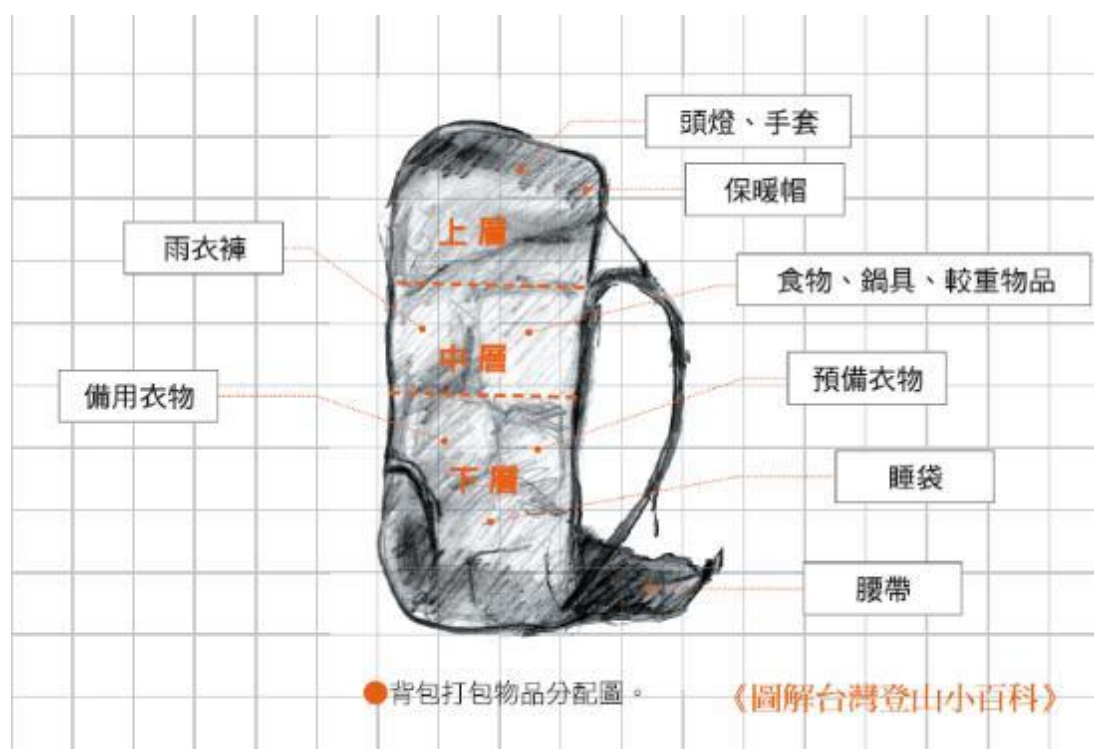 頭燈、手套
保暖帽
上層
雨衣褲
食物、鍋具、較重物品
中層
預備衣物
備用衣物
下層
睡袋
腰帶
●背包打包物品分配圖。
《圖解台灣登山小百科》